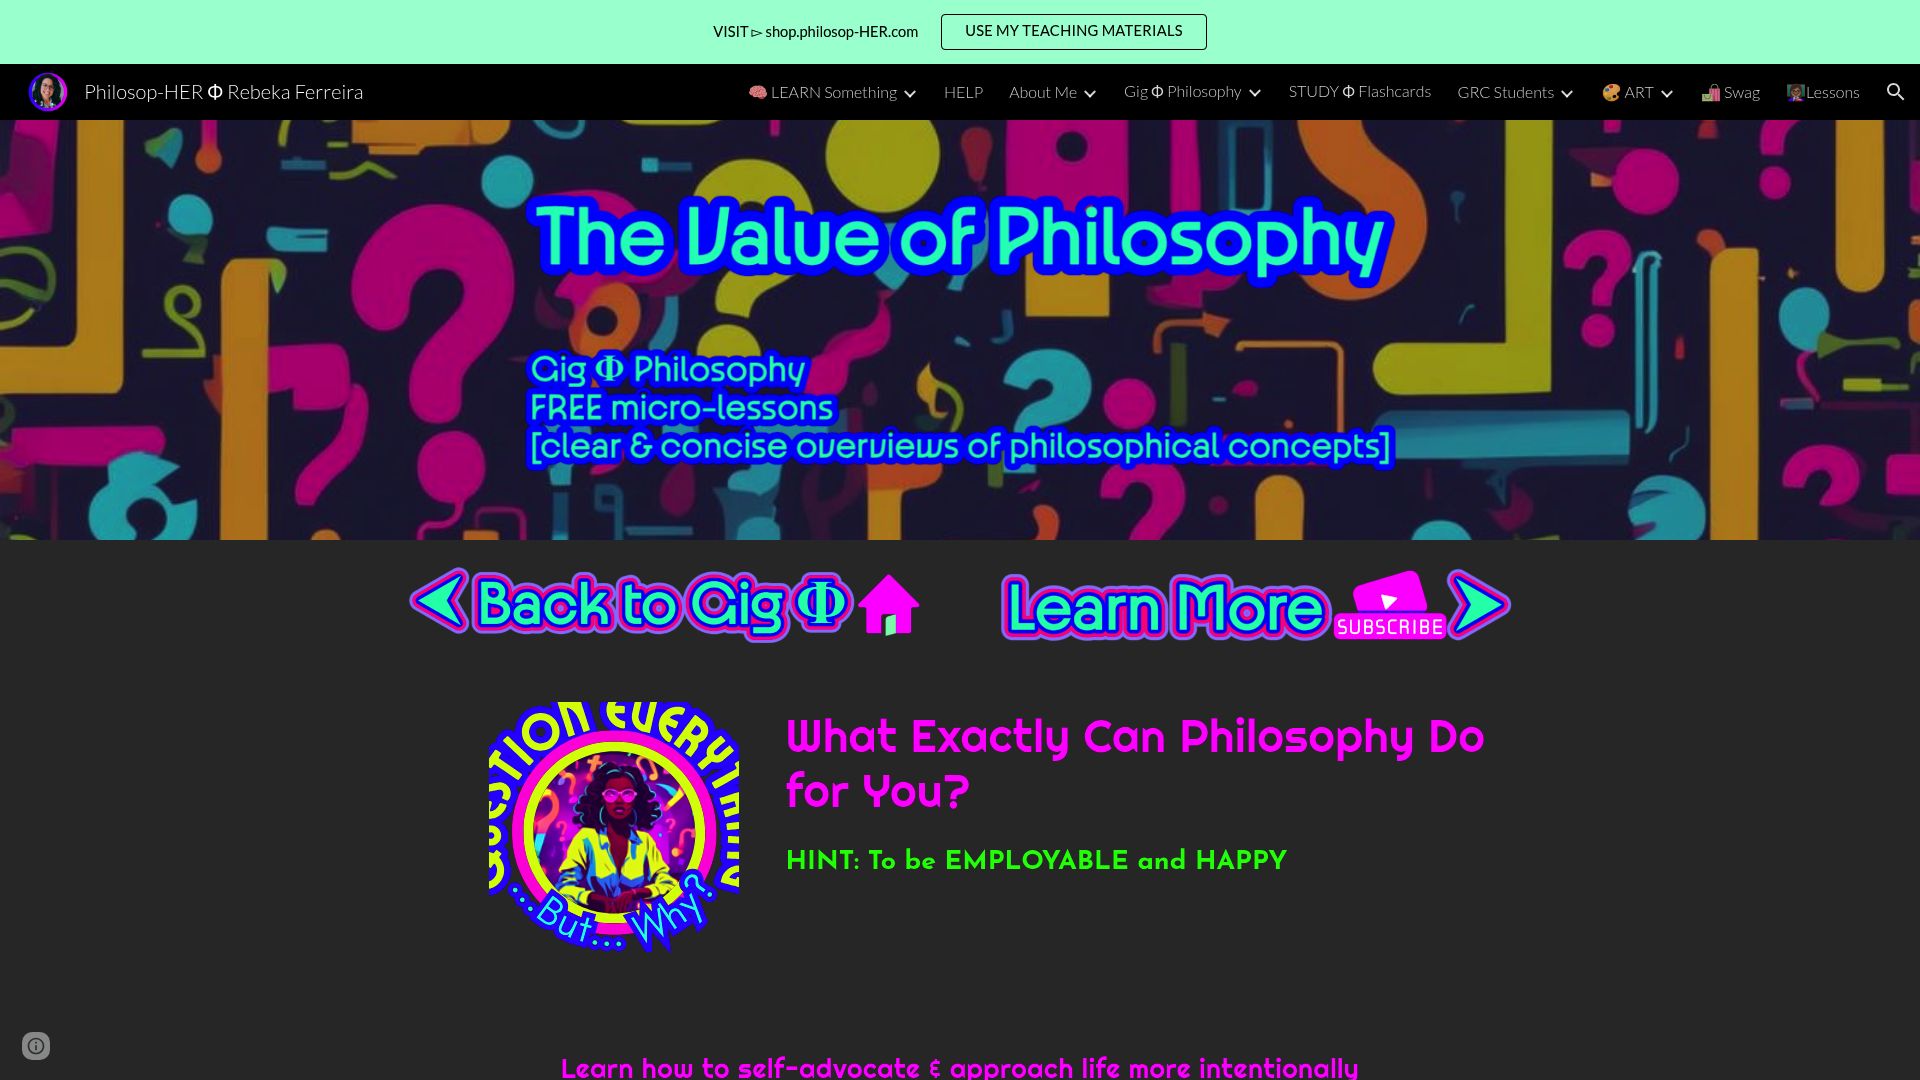 VISIT ▻ shop.philosop-HER.com
USE MY TEACHING MATERIALS
Philosop-HER Φ Rebeka Ferreira
🧠 LEARN Something
HELP
About Me
Gig Φ Philosophy
STUDY Φ Flashcards
GRC Students
🎨 ART
🛍️ Swag
👩🏽‍🏫Lessons
The Value of Philosophy
Gig Φ Philosophy
FREE micro-lessons
[clear & concise overviews of philosophical concepts]
Back to Gig Φ
Learn More
SUBSCRIBE
QUESTION EVERYTHING
...But... Why?
What Exactly Can Philosophy Do
for You?
HINT: To be EMPLOYABLE and HAPPY
Learn how to self-advocate & approach life more intentionally